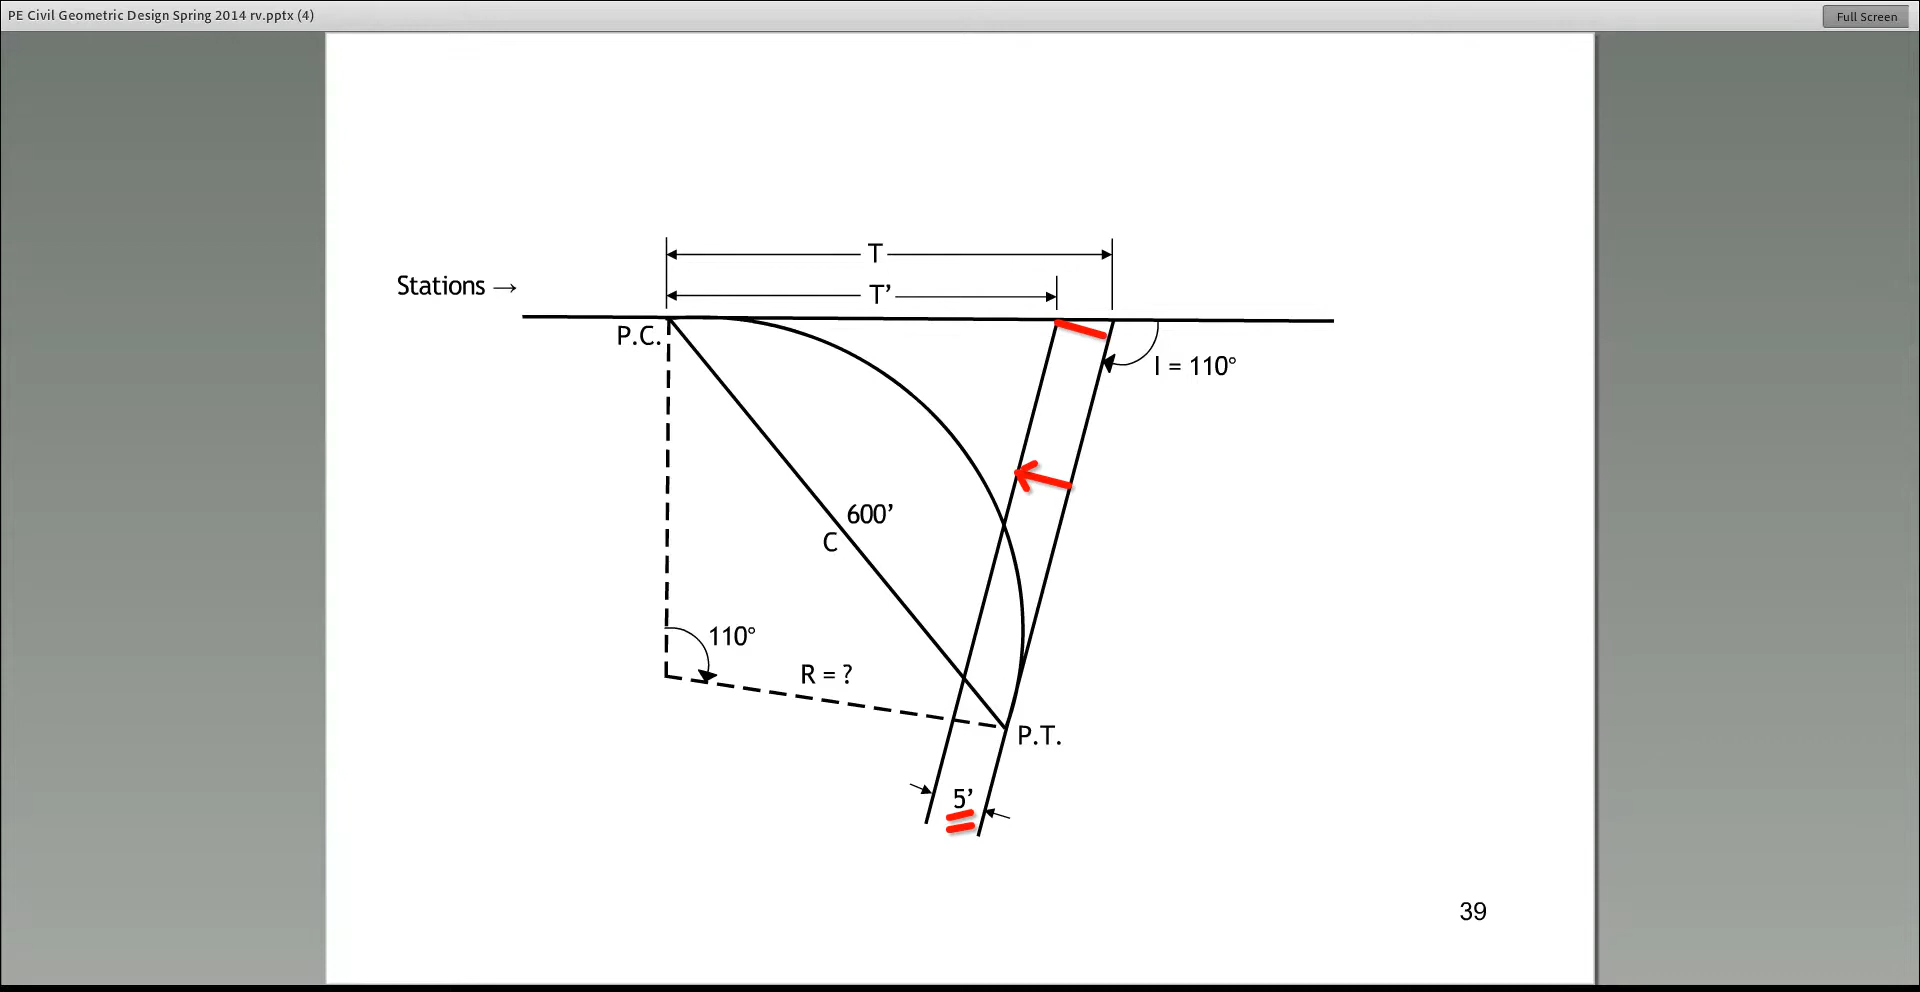 PE Civil Geometric Design Spring 2014 rv.pptx (4)
Full Screen
T
Stations →
T’
P.C.
I = 110°
600’
C
110°
R = ?
P.T.
5’
39